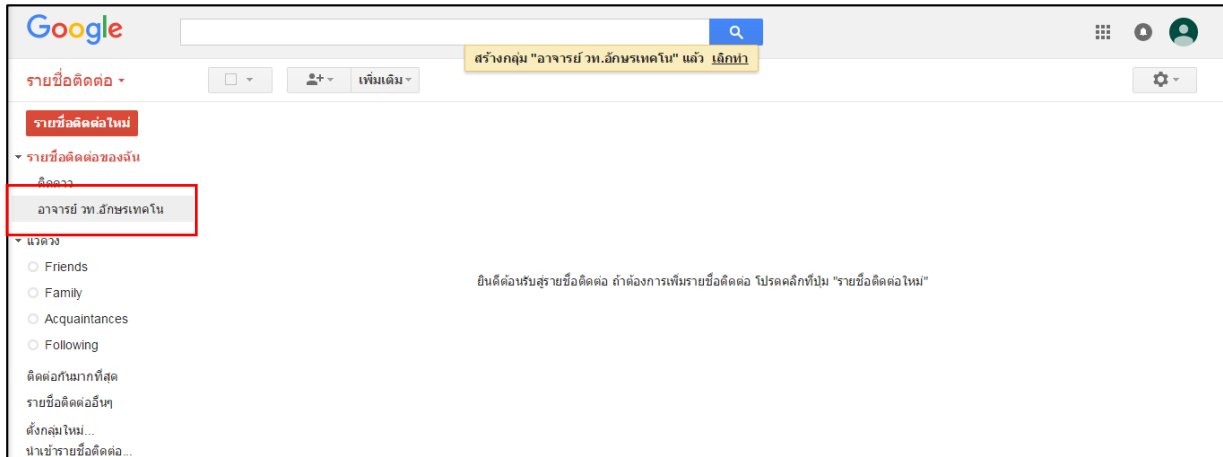 Google
สร้างกลุ่ม "อาจารย์ วท.อักษรเทคโน" แล้ว เลิกทำ
รายชื่อติดต่อ
เพิ่มเติม
รายชื่อติดต่อใหม่
รายชื่อติดต่อของฉัน
ติดดาว
อาจารย์ วท.อักษรเทคโน
แวดวง
Friends
ยินดีต้อนรับสู่รายชื่อติดต่อ ถ้าต้องการเพิ่มรายชื่อติดต่อ โปรดคลิกที่ปุ่ม "รายชื่อติดต่อใหม่"
Family
Acquaintances
Following
ติดต่อกันมากที่สุด
รายชื่อติดต่ออื่นๆ
ตั้งกลุ่มใหม่...
นำเข้ารายชื่อติดต่อ...